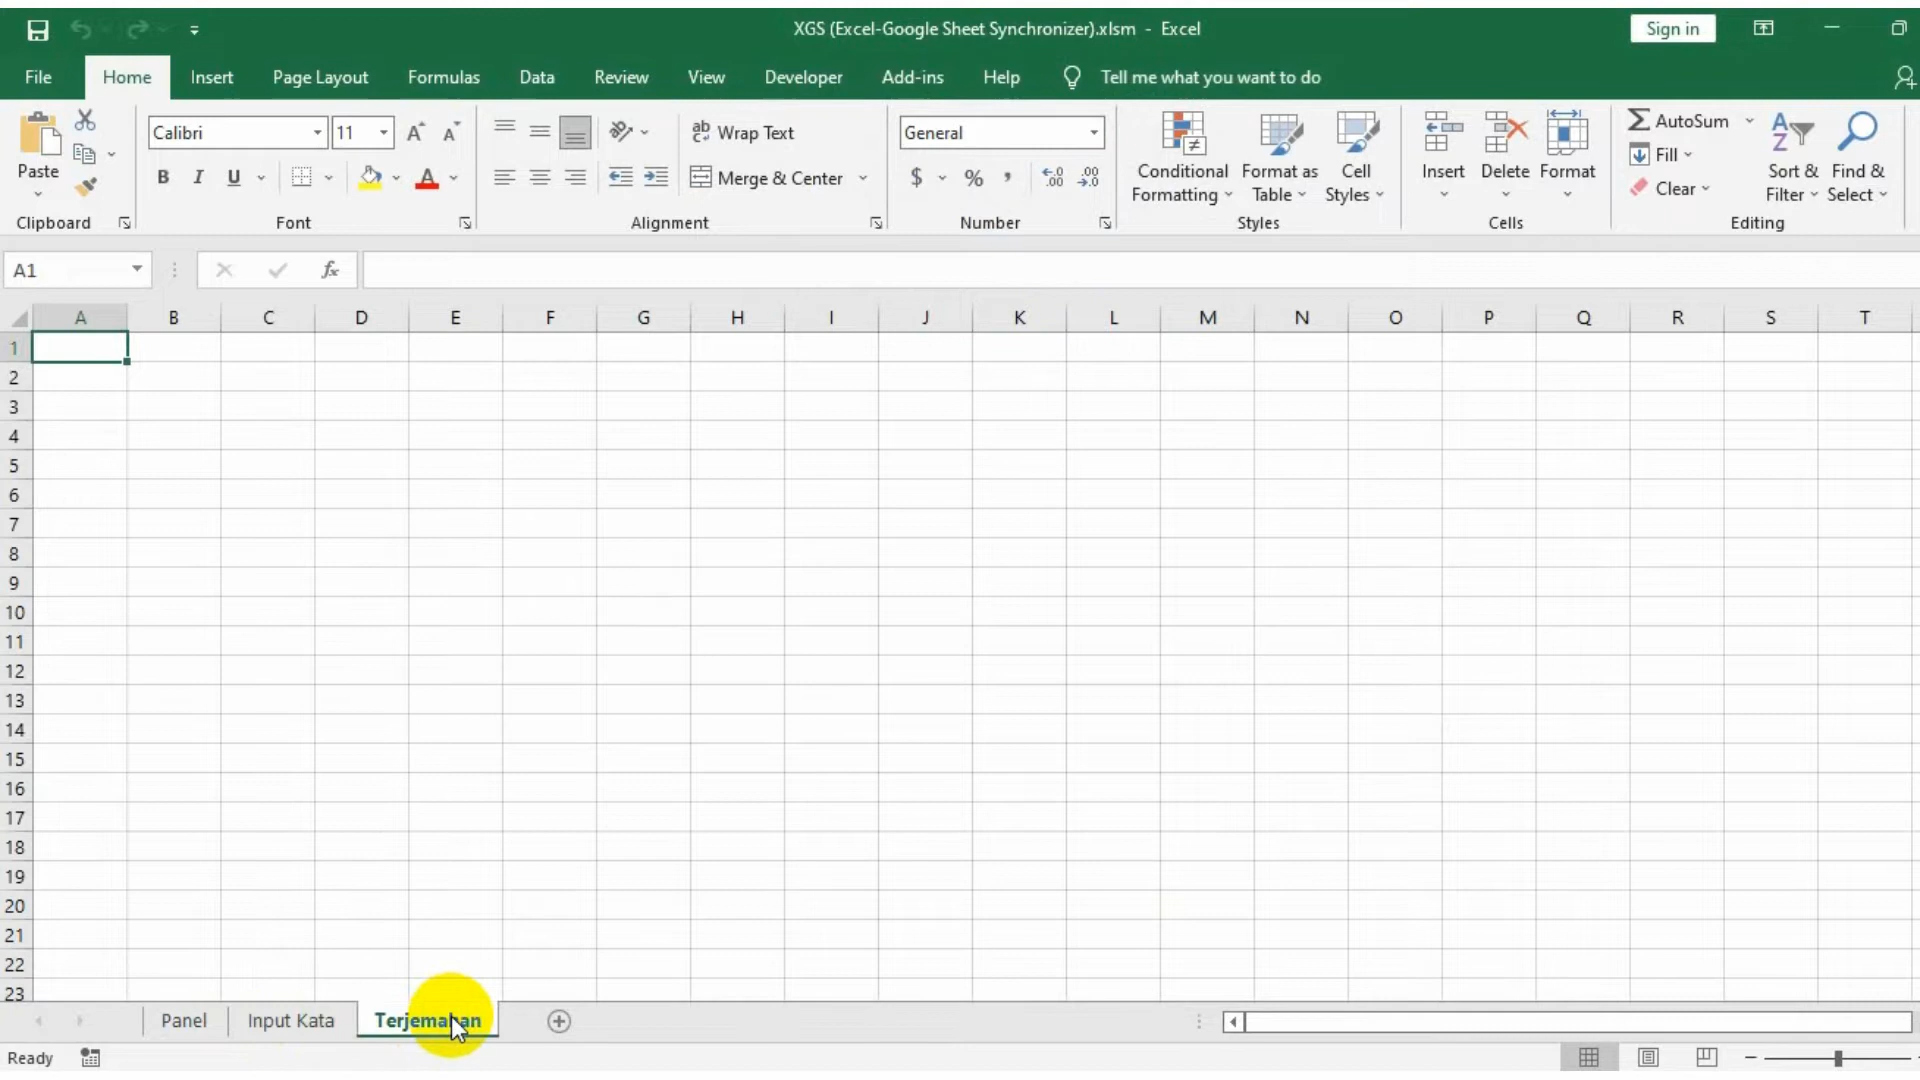 XGS (Excel-Google Sheet Synchronizer).xlsm - Excel
Sign in
File Home Insert Page Layout Formulas Data Review View Developer Add-ins Help Tell me what you want to do
Paste
Clipboard
Calibri 11
B I U
Font
ab Wrap Text
Merge & Center
Alignment
General
$ % ,
Number
Conditional Formatting
Format as Table
Cell Styles
Styles
Insert
Delete
Format
Cells
AutoSum
Fill
Clear
Sort & Filter
Find & Select
Editing
A1
fx
A B C D E F G H I J K L M N O P Q R S T
1
2
3
4
5
6
7
8
9
10
11
12
13
14
15
16
17
18
19
20
21
22
23
Panel Input Kata Terjemahan
Ready